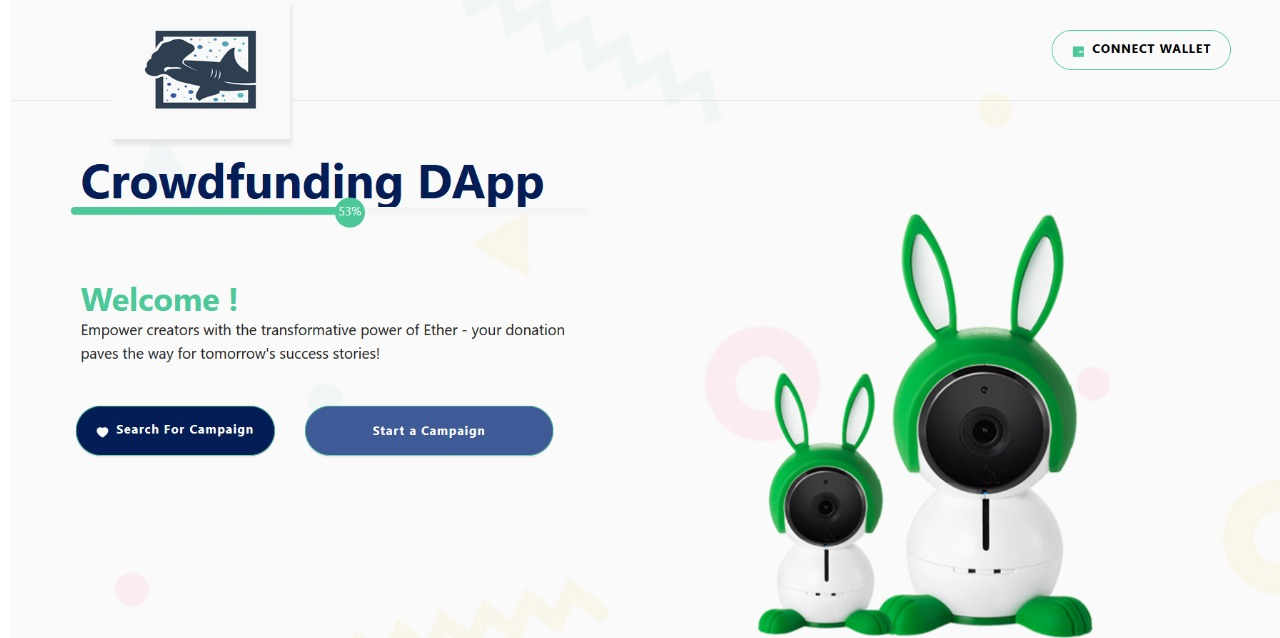 CONNECT WALLET
Crowdfunding DApp
53%
Welcome !
Empower creators with the transformative power of Ether - your donation
paves the way for tomorrow's success stories!
Search For Campaign
Start a Campaign